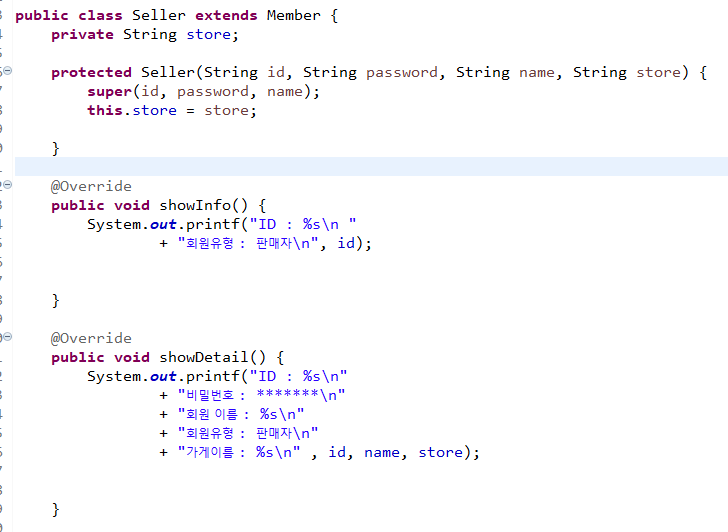 public class Seller extends Member {
private String store;
protected Seller(String id, String password, String name, String store) {
super(id, password, name);
this.store = store;
}
@Override
public void showInfo() {
System.out.printf("ID : %s\n "
+ "회원유형 : 판매자\n", id);
}
@Override
public void showDetail() {
System.out.printf("ID : %s\n"
+ "비밀번호 : *******\n"
+ "회원 이름 : %s\n"
+ "회원유형 : 판매자\n"
+ "가게이름 : %s\n" , id, name, store);
}